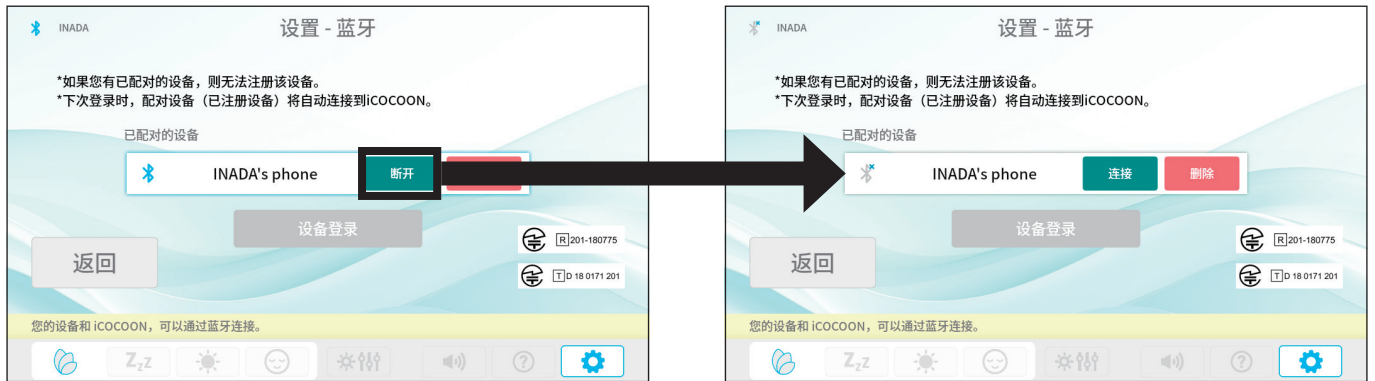 INADA
设置 - 蓝牙
*如果您有已配对的设备，则无法注册该设备。
*下次登录时，配对设备（已注册设备）将自动连接到iCOCOON。
已配对的设备
INADA's phone
断开
设备登录
返回
R 201-180775
T D 18 0171 201
您的设备和 iCOCOON，可以通过蓝牙连接。
ZzZ
?
INADA
设置 - 蓝牙
*如果您有已配对的设备，则无法注册该设备。
*下次登录时，配对设备（已注册设备）将自动连接到iCOCOON。
已配对的设备
INADA's phone
连接
删除
设备登录
返回
R 201-180775
T D 18 0171 201
您的设备和 iCOCOON，可以通过蓝牙连接。
ZzZ
?